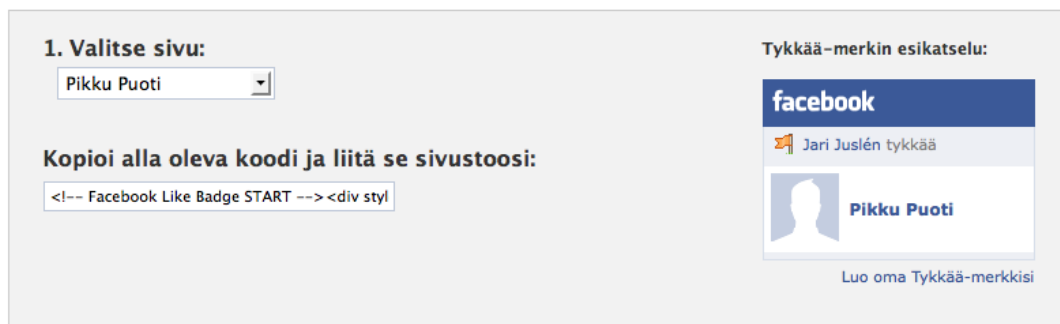 1. Valitse sivu:
Pikku Puoti
Kopioi alla oleva koodi ja liitä se sivustoosi:
<!-- Facebook Like Badge START --><div styl
Tykkää-merkin esikatselu:
facebook
Jari Juslén tykkää
Pikku Puoti
Luo oma Tykkää-merkkisi